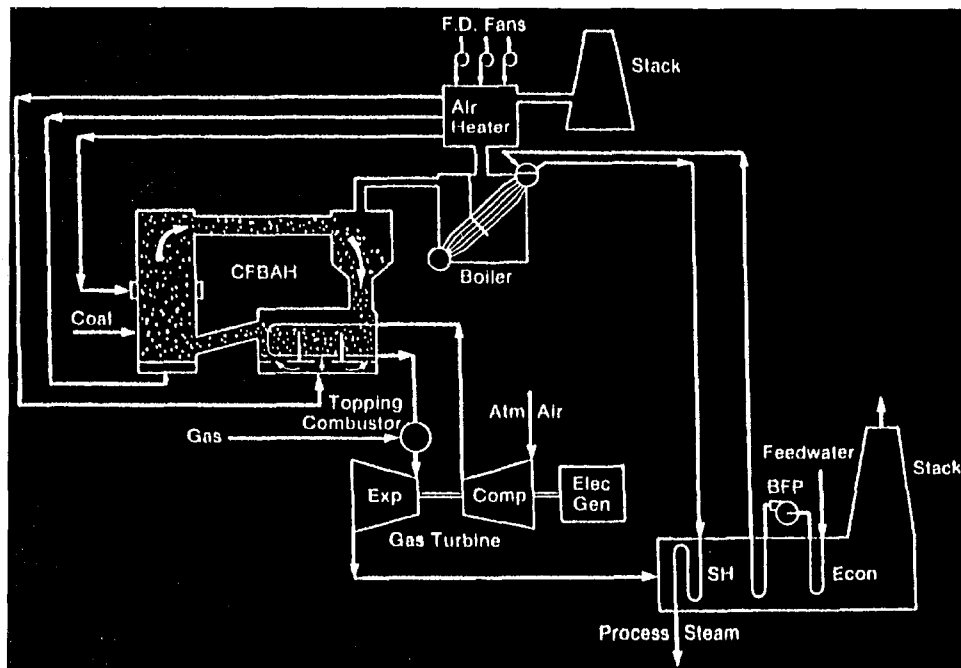 F.D. Fans
Stack
Air
Heater
CFBAH
Boiler
Coal
Topping
Combustor
Gas
Atm Air
Exp
Comp
Elec
Gen
Gas Turbine
Feedwater
BFP
Stack
SH
Econ
Process Steam